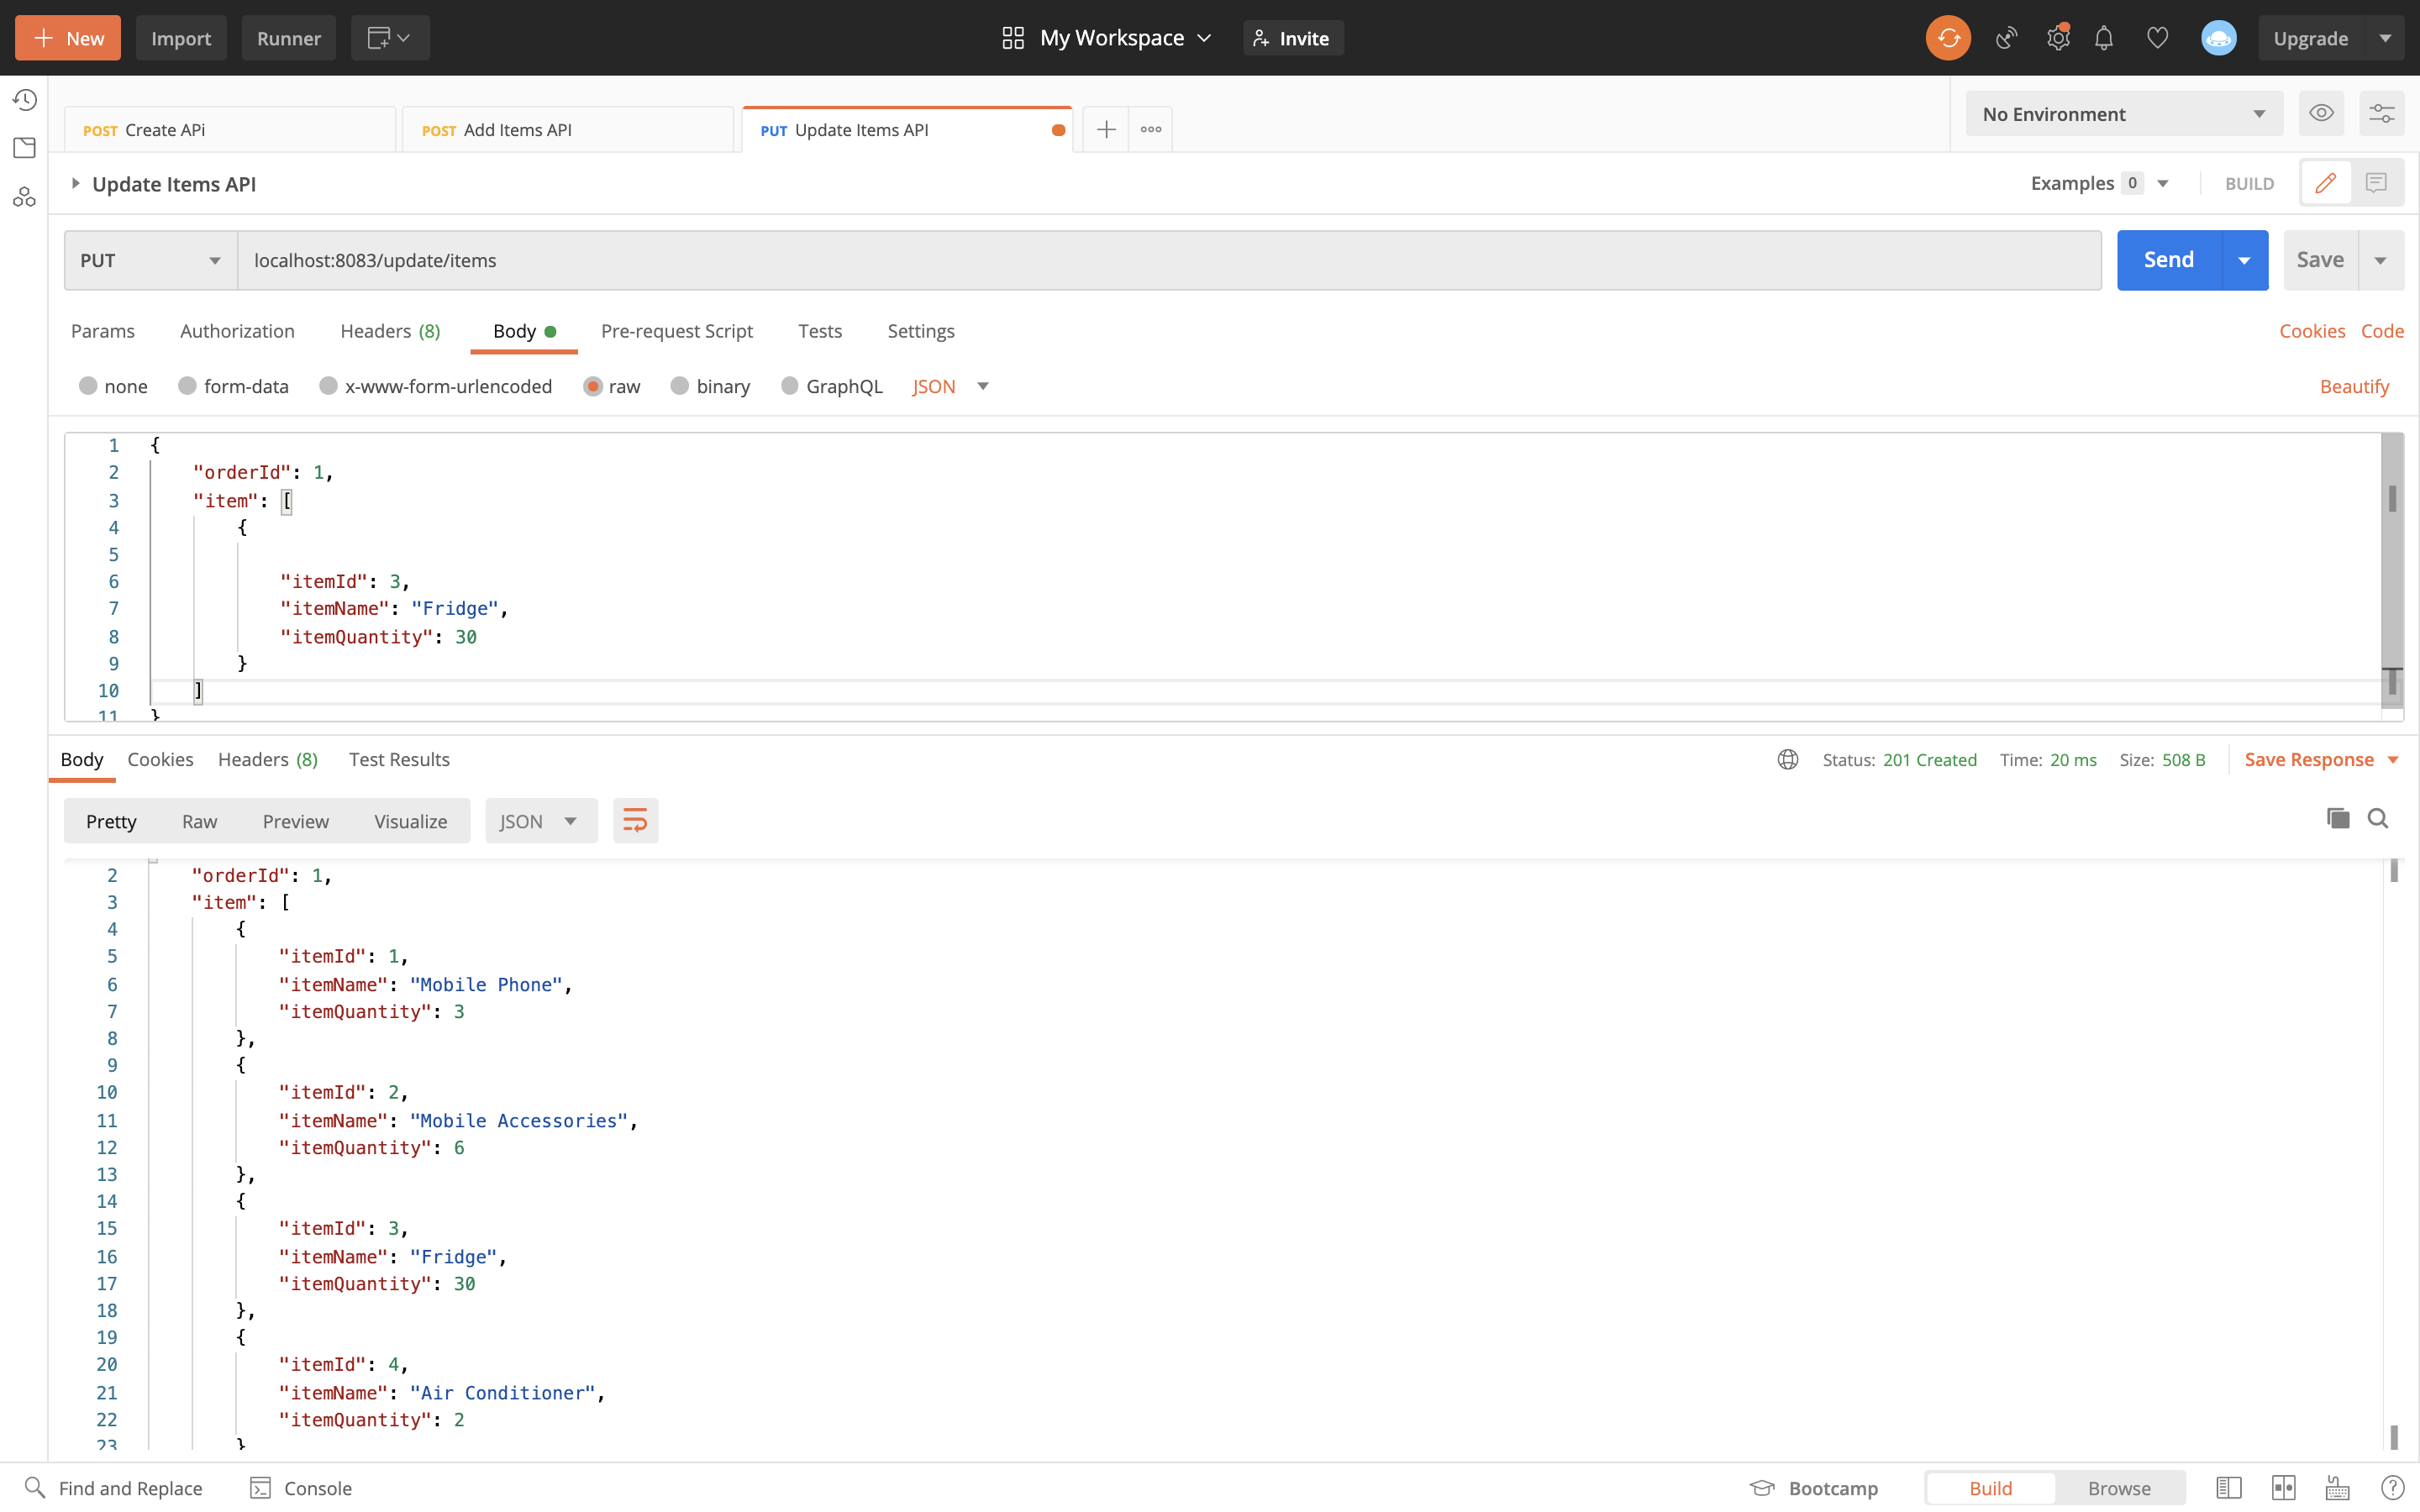 New Import Runner My Workspace Invite Upgrade
POST Create APi POST Add Items API PUT Update Items API No Environment
Update Items API Examples 0 BUILD
PUT localhost:8083/update/items Send Save
Params Authorization Headers (8) Body Pre-request Script Tests Settings Cookies Code
none form-data x-www-form-urlencoded raw binary GraphQL JSON Beautify
1 {
2 "orderId": 1,
3 "item": [
4 {
5
6 "itemId": 3,
7 "itemName": "Fridge",
8 "itemQuantity": 30
9 }
10 ]
11 }
Body Cookies Headers (8) Test Results Status: 201 Created Time: 20 ms Size: 508 B Save Response
Pretty Raw Preview Visualize JSON
2 "orderId": 1,
3 "item": [
4 {
5 "itemId": 1,
6 "itemName": "Mobile Phone",
7 "itemQuantity": 3
8 },
9 {
10 "itemId": 2,
11 "itemName": "Mobile Accessories",
12 "itemQuantity": 6
13 },
14 {
15 "itemId": 3,
16 "itemName": "Fridge",
17 "itemQuantity": 30
18 },
19 {
20 "itemId": 4,
21 "itemName": "Air Conditioner",
22 "itemQuantity": 2
23 }
Find and Replace Console Bootcamp Build Browse